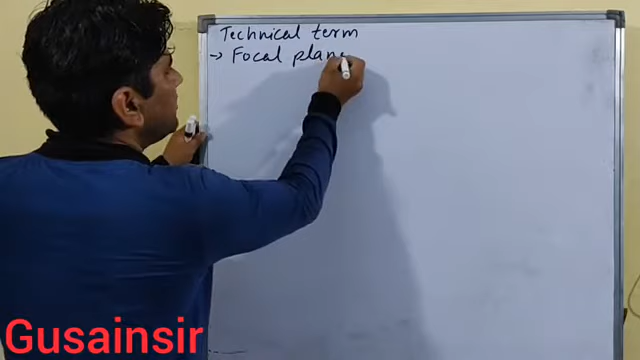 Technical term
→ Focal plane
Gusainsir